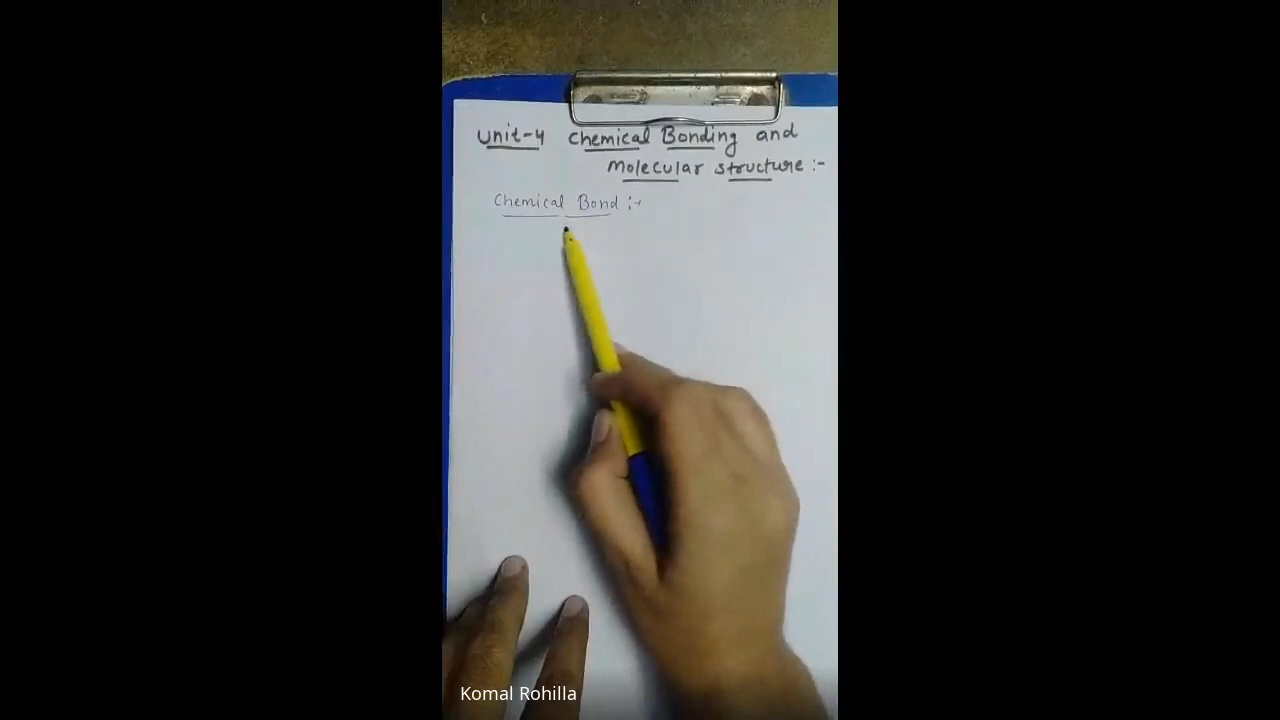 Unit-4 Chemical Bonding and
Molecular structure :-
Chemical Bond :-
Komal Rohilla